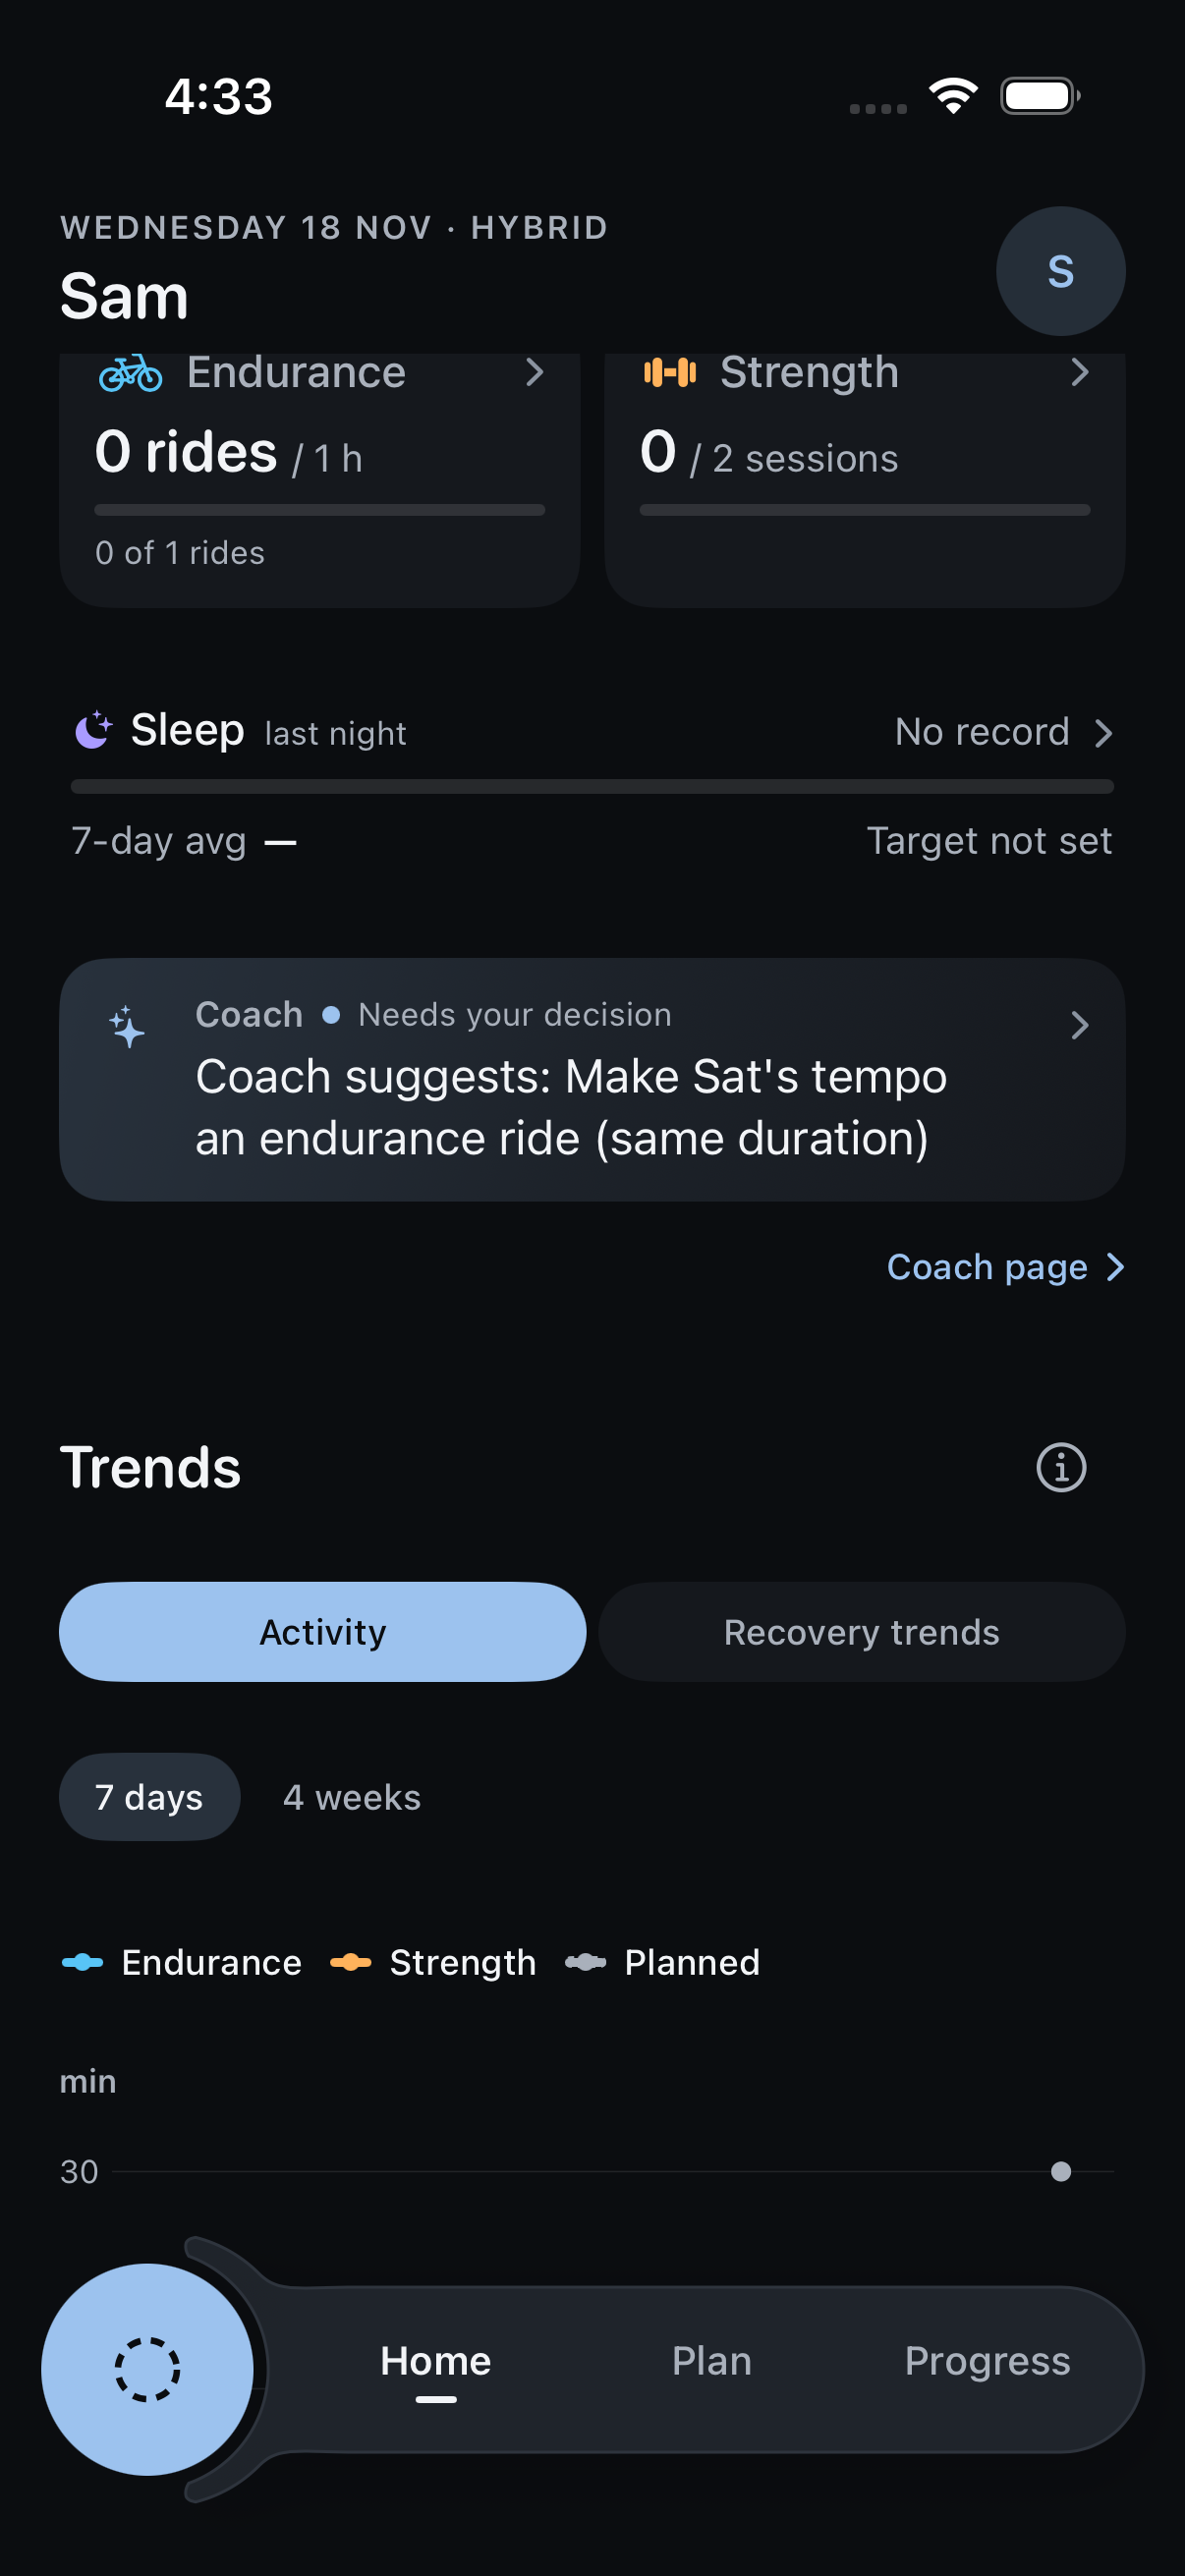 4:33
WEDNESDAY 18 NOV · HYBRID
Sam
S
Endurance
Strength
0 rides / 1 h
0 / 2 sessions
0 of 1 rides
Sleep last night
No record
7-day avg —
Target not set
Coach • Needs your decision
Coach suggests: Make Sat's tempo
an endurance ride (same duration)
Coach page
Trends
Activity
Recovery trends
7 days
4 weeks
Endurance
Strength
Planned
min
30
Home
Plan
Progress